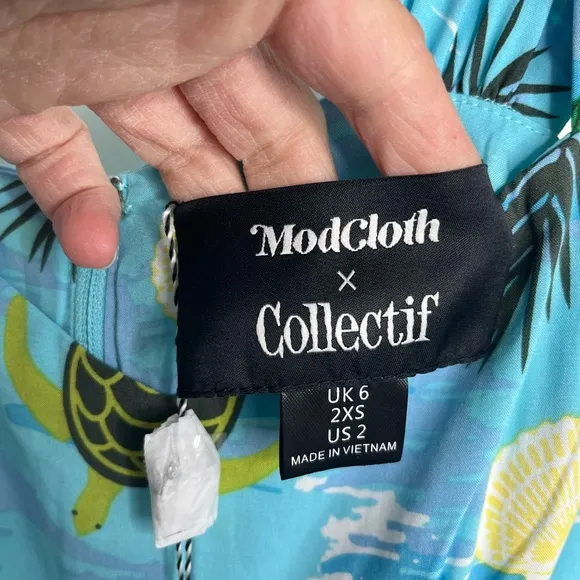 ModCloth
x
Collectif
UK 6
2XS
US 2
MADE IN VIETNAM